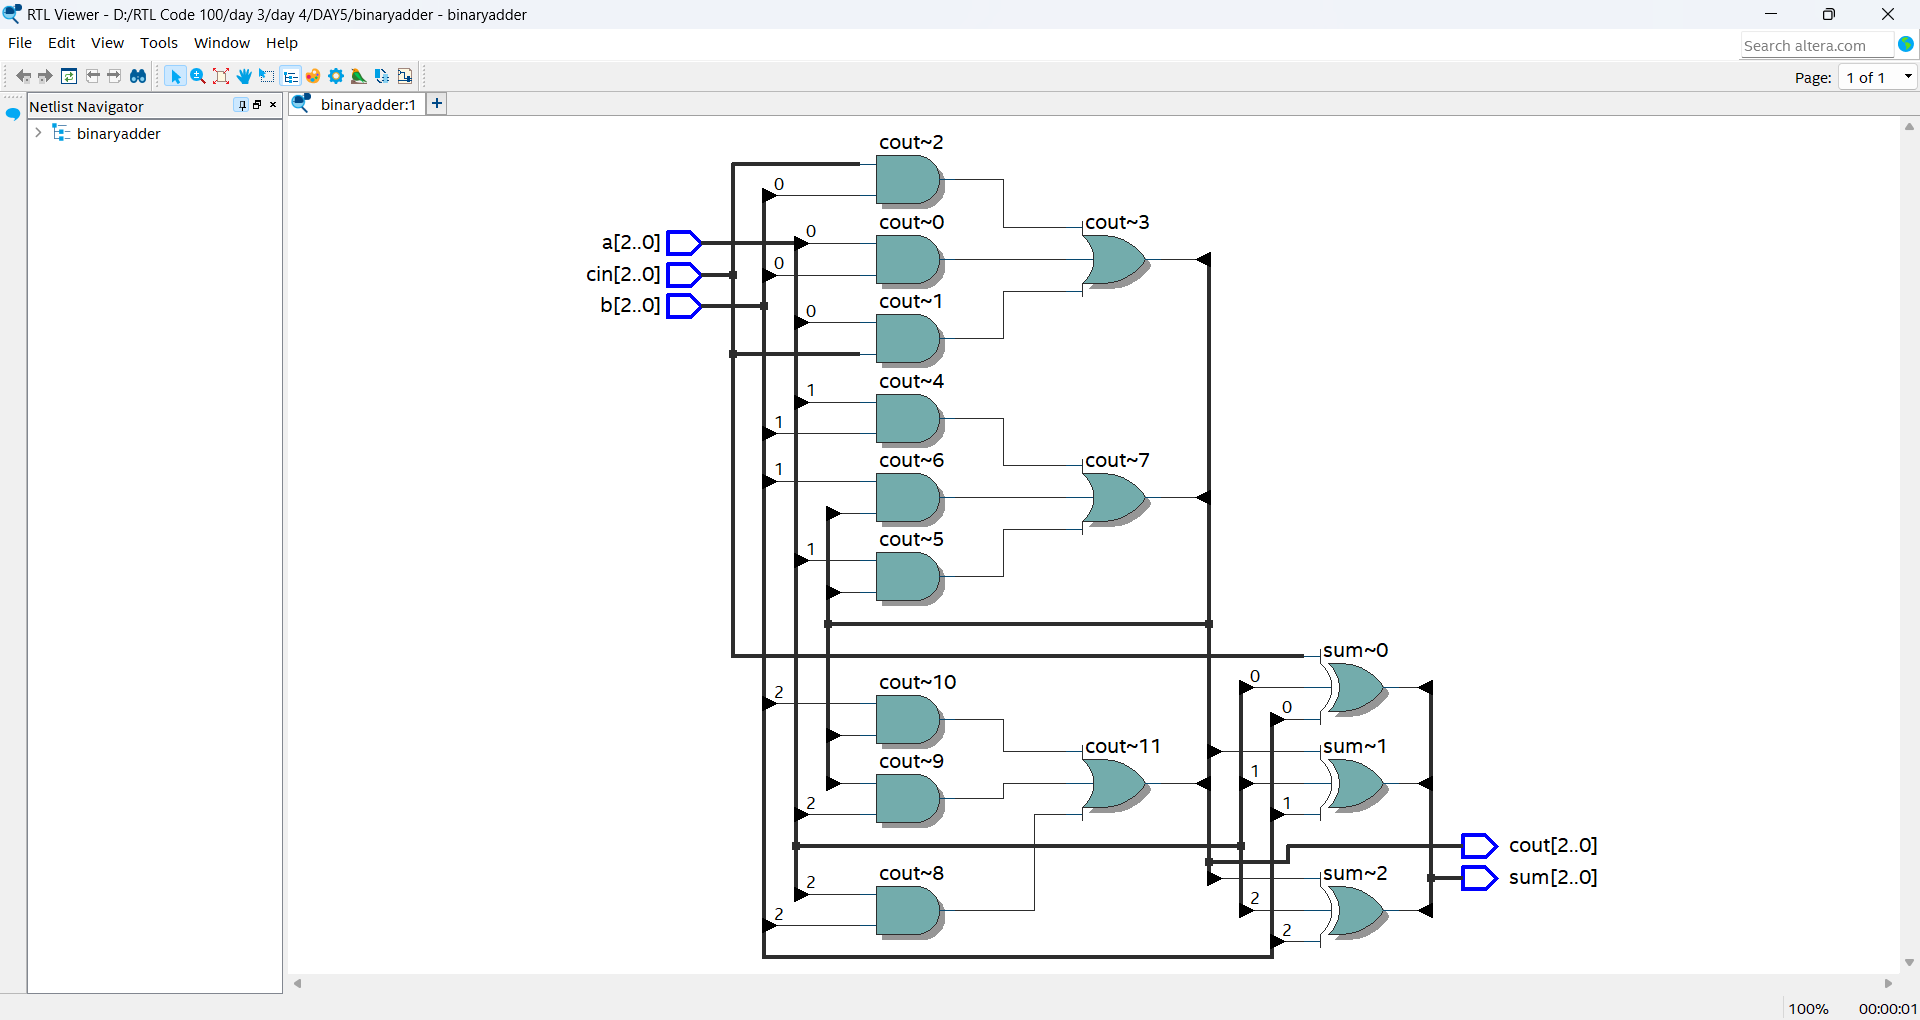 RTL Viewer - D:/RTL Code 100/day 3/day 4/DAY5/binaryadder - binaryadder
File Edit View Tools Window Help
Search altera.com
Page: 1 of 1
Netlist Navigator
binaryadder:1
binaryadder
cout~2
0
cout~0
cout~3
a[2..0]
0
cin[2..0]
0
b[2..0]
cout~1
0
cout~4
1
1
cout~6
cout~7
1
cout~5
1
sum~0
0
0
cout~10
2
cout~11
sum~1
cout~9
1
2
1
cout[2..0]
cout~8
sum~2
sum[2..0]
2
2
2
2
100% 00:00:01